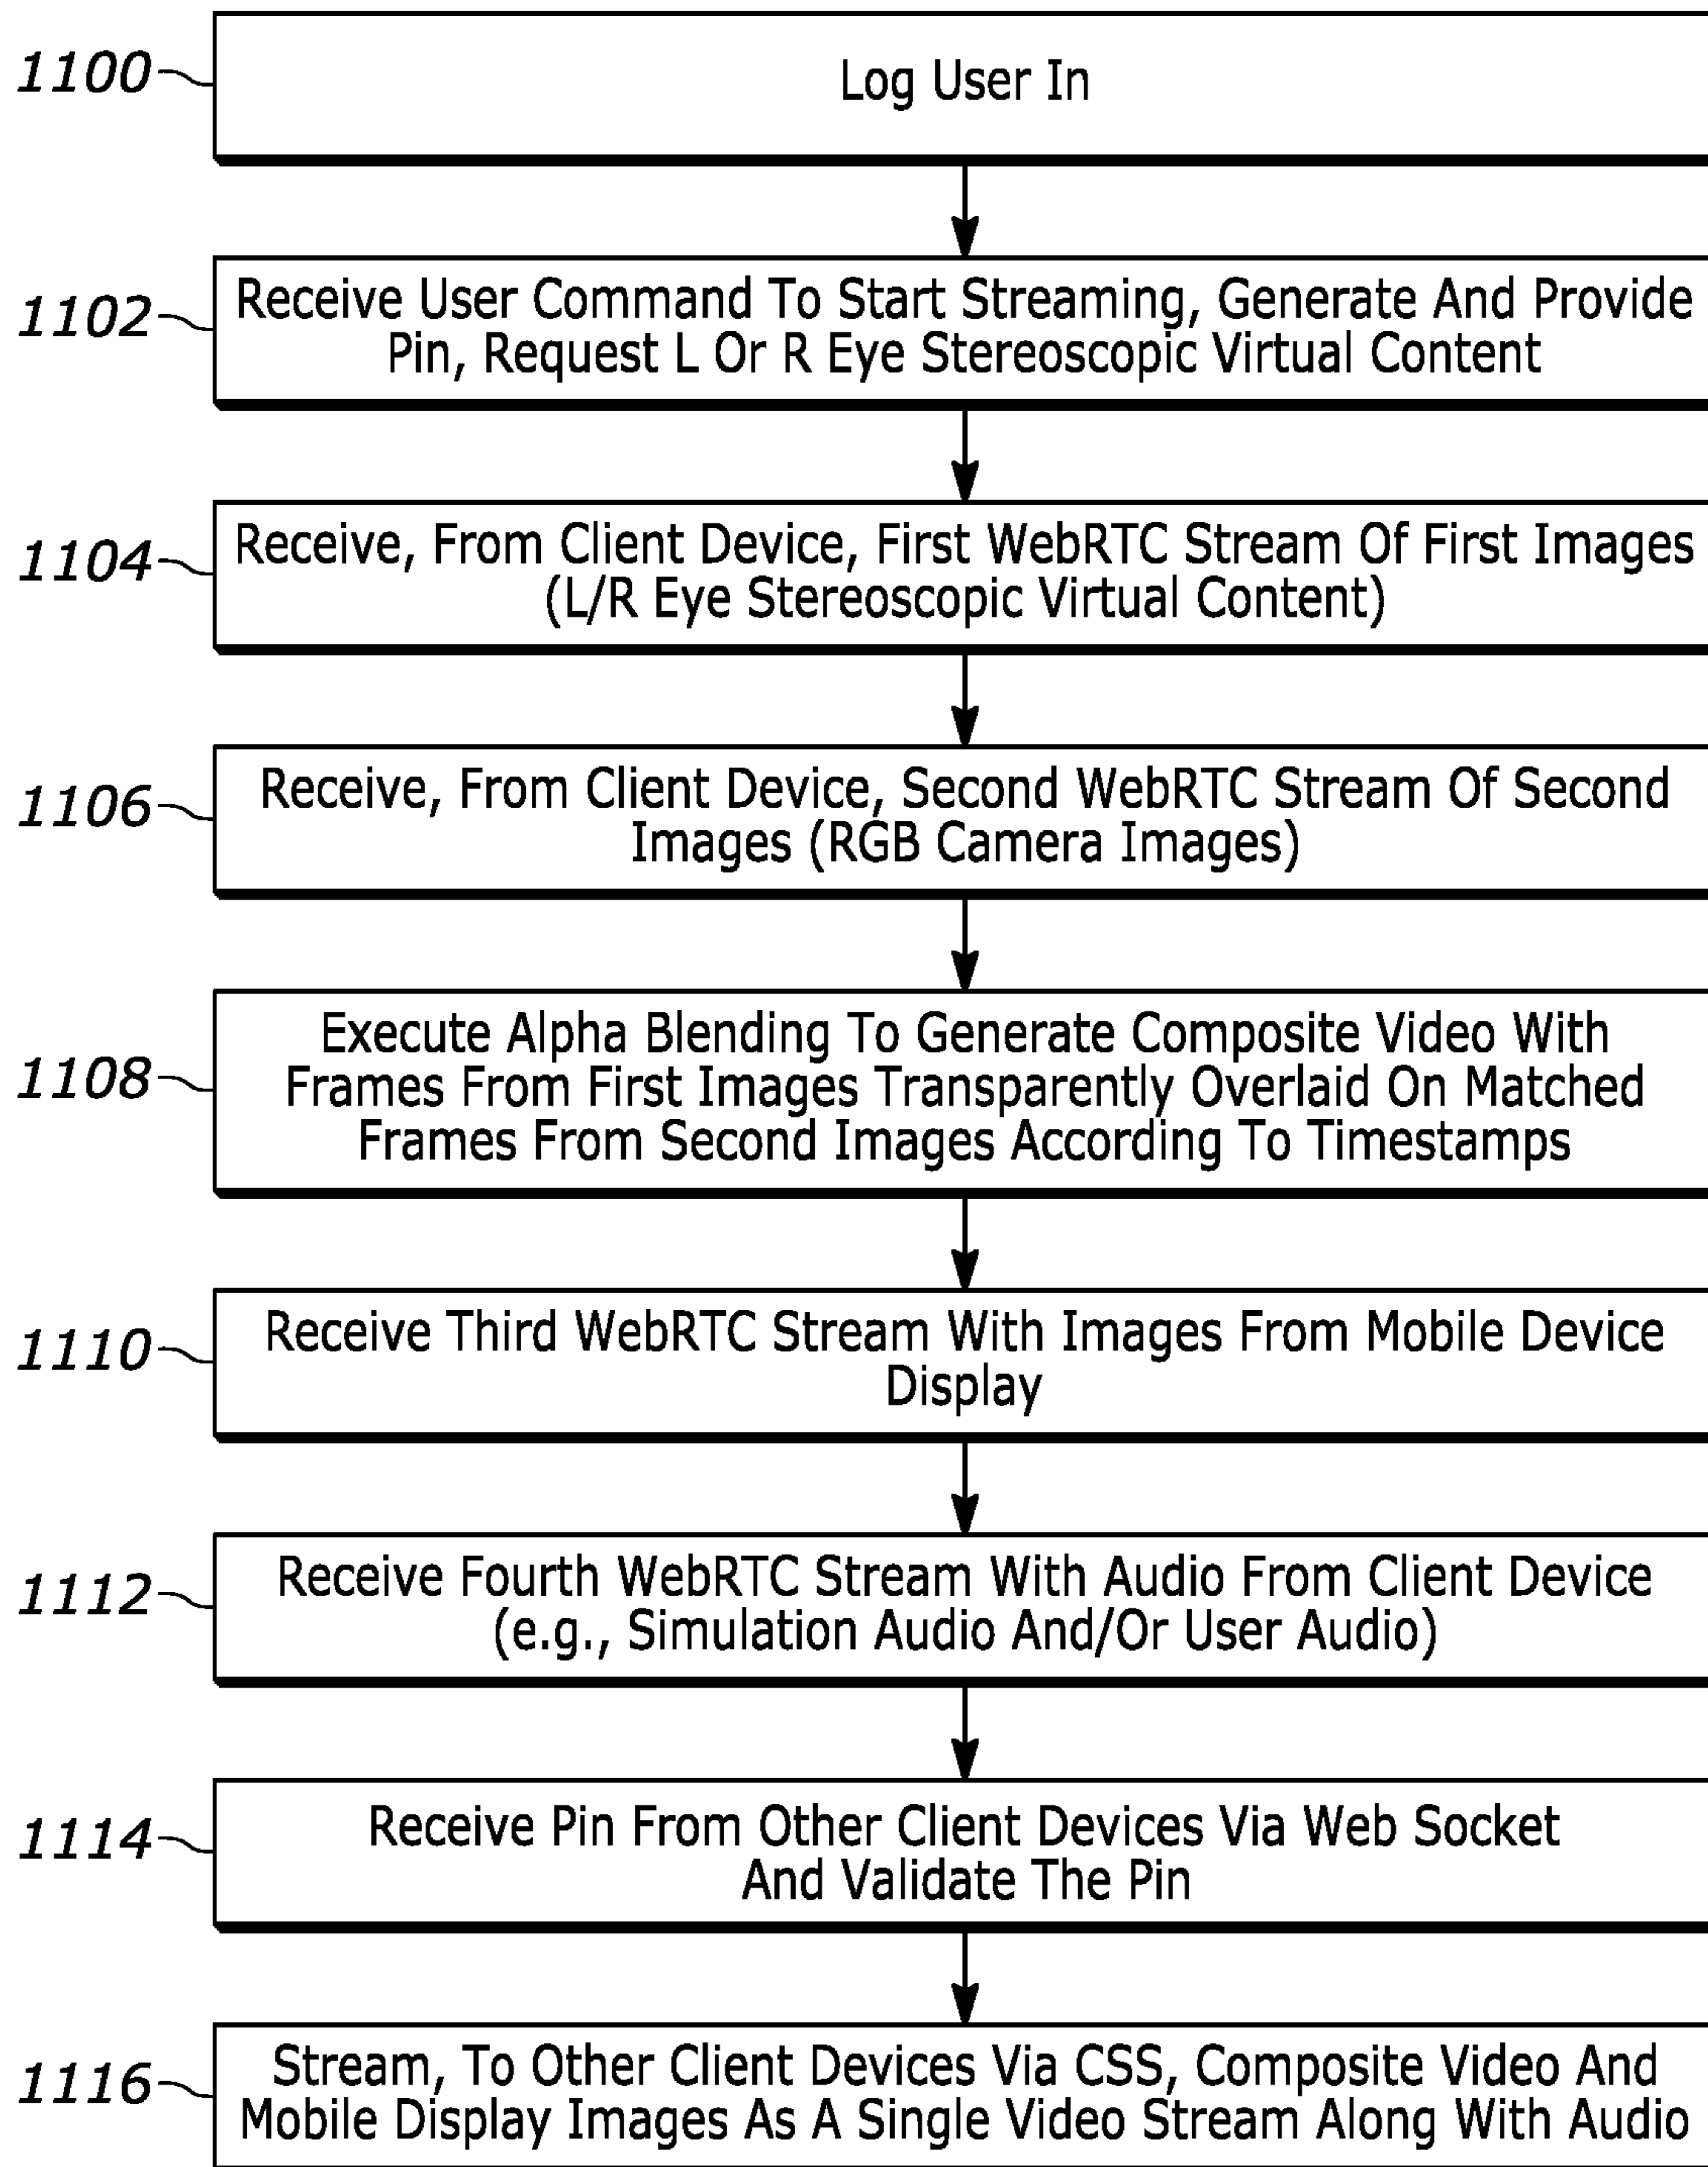 1100
Log User In
1102
Receive User Command To Start Streaming, Generate And Provide
Pin, Request L Or R Eye Stereoscopic Virtual Content
1104
Receive, From Client Device, First WebRTC Stream Of First Images
(L/R Eye Stereoscopic Virtual Content)
1106
Receive, From Client Device, Second WebRTC Stream Of Second
Images (RGB Camera Images)
1108
Execute Alpha Blending To Generate Composite Video With
Frames From First Images Transparently Overlaid On Matched
Frames From Second Images According To Timestamps
1110
Receive Third WebRTC Stream With Images From Mobile Device
Display
1112
Receive Fourth WebRTC Stream With Audio From Client Device
(e.g., Simulation Audio And/Or User Audio)
1114
Receive Pin From Other Client Devices Via Web Socket
And Validate The Pin
1116
Stream, To Other Client Devices Via CSS, Composite Video And
Mobile Display Images As A Single Video Stream Along With Audio